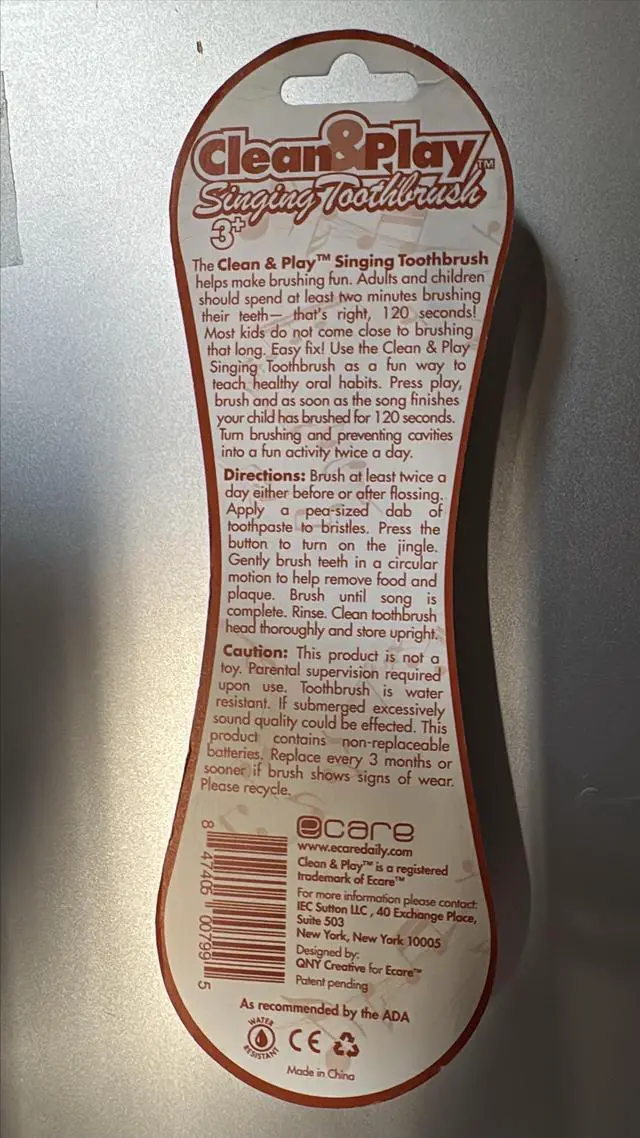 Clean&Play™
Singing Toothbrush
3+
The Clean & Play™ Singing Toothbrush
helps make brushing fun. Adults and children
should spend at least two minutes brushing
their teeth— that's right, 120 seconds!
Most kids do not come close to brushing
that long. Easy fix! Use the Clean & Play
Singing Toothbrush as a fun way to
teach healthy oral habits. Press play,
brush and as soon as the song finishes
your child has brushed for 120 seconds.
Turn brushing and preventing cavities
into a fun activity twice a day.
Directions: Brush at least twice a
day either before or after flossing.
Apply a pea-sized dab of
toothpaste to bristles. Press the
button to turn on the jingle.
Gently brush teeth in a circular
motion to help remove food and
plaque. Brush until song is
complete. Rinse. Clean toothbrush
head thoroughly and store upright.
Caution: This product is not a
toy. Parental supervision required
upon use. Toothbrush is water
resistant. If submerged excessively
sound quality could be effected. This
product contains non-replaceable
batteries. Replace every 3 months or
sooner if brush shows signs of wear.
Please recycle.
ecare
www.ecaredaily.com
Clean & Play™ is a registered
trademark of Ecare™
For more information please contact:
IEC Sutton LLC , 40 Exchange Place,
Suite 503
New York, New York 10005
Designed by:
QNY Creative for Ecare™
Patent pending
8 47405 00799 5
As recommended by the ADA
WATER
RESISTANT
CE
Made in China